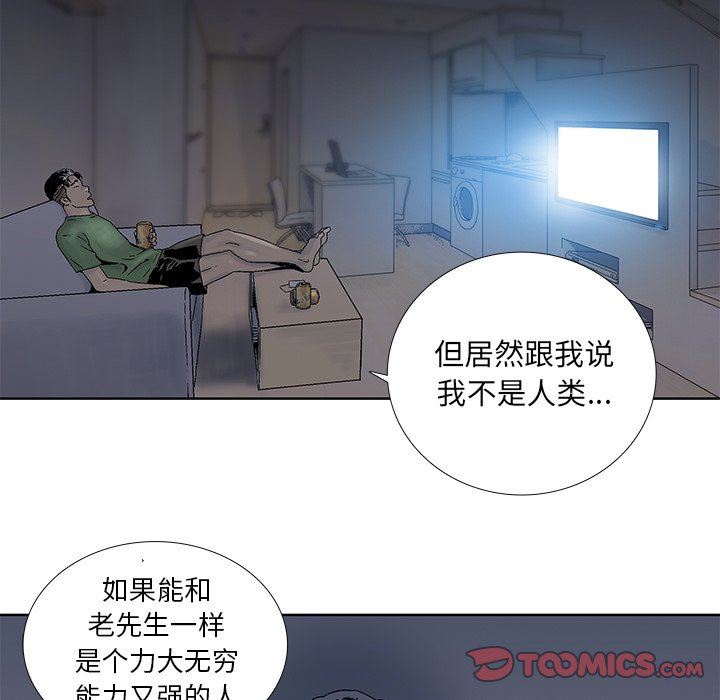 但居然跟我说
我不是人类...
如果能和
老先生一样
是个力大无穷
能力又强的人
TOOMICS.COM